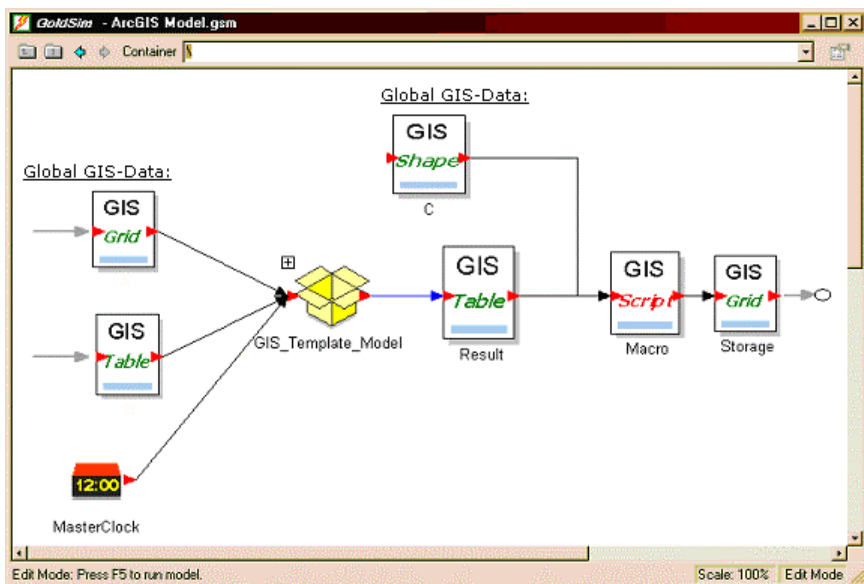 GoldSim - ArcGIS Model.gsm
Container \
Global GIS-Data:
GIS
Shape
C
Global GIS-Data:
GIS
Grid
GIS
Table
12:00
MasterClock
GIS_Template_Model
GIS
Table
Result
GIS
Script
Macro
GIS
Grid
Storage
Edit Mode: Press F5 to run model.
Scale: 100%
Edit Mode